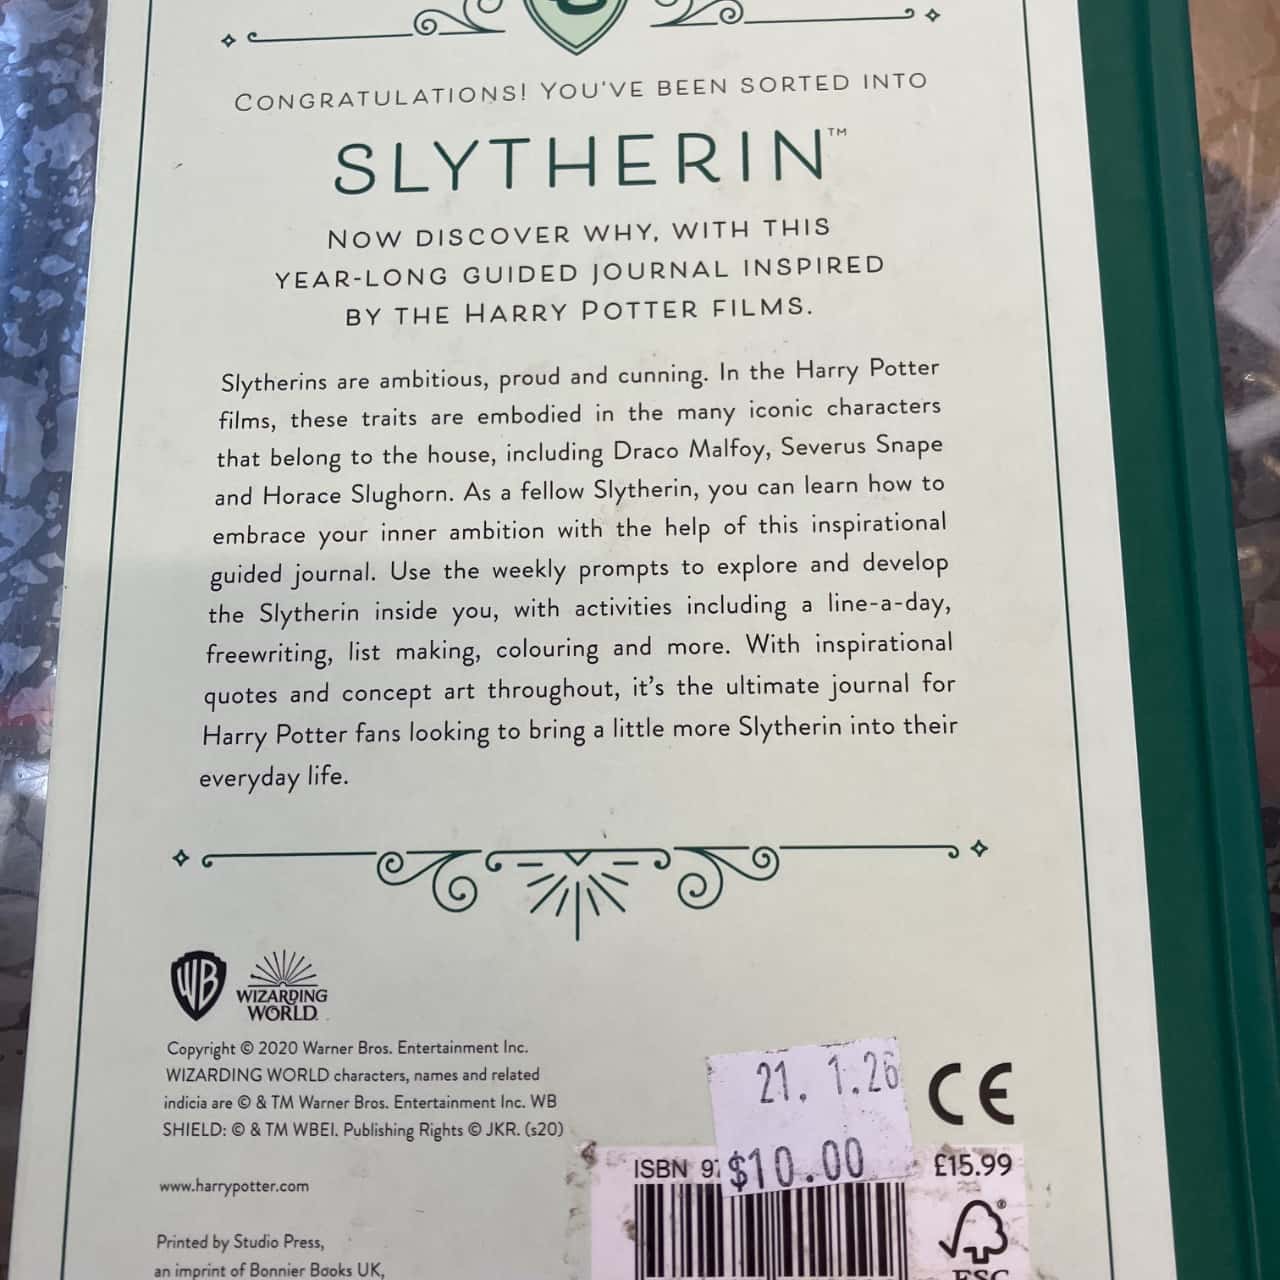 CONGRATULATIONS! YOU'VE BEEN SORTED INTO
SLYTHERIN™
NOW DISCOVER WHY, WITH THIS
YEAR-LONG GUIDED JOURNAL INSPIRED
BY THE HARRY POTTER FILMS.
Slytherins are ambitious, proud and cunning. In the Harry Potter
films, these traits are embodied in the many iconic characters
that belong to the house, including Draco Malfoy, Severus Snape
and Horace Slughorn. As a fellow Slytherin, you can learn how to
embrace your inner ambition with the help of this inspirational
guided journal. Use the weekly prompts to explore and develop
the Slytherin inside you, with activities including a line-a-day,
freewriting, list making, colouring and more. With inspirational
quotes and concept art throughout, it's the ultimate journal for
Harry Potter fans looking to bring a little more Slytherin into their
everyday life.
WB
WIZARDING
WORLD
Copyright © 2020 Warner Bros. Entertainment Inc.
WIZARDING WORLD characters, names and related
indicia are © & TM Warner Bros. Entertainment Inc. WB
SHIELD: © & TM WBEI. Publishing Rights © JKR. (s20)
www.harrypotter.com
Printed by Studio Press,
an imprint of Bonnier Books UK,
21. 1.26
$10.00
CE
ISBN 97
£15.99
FSC